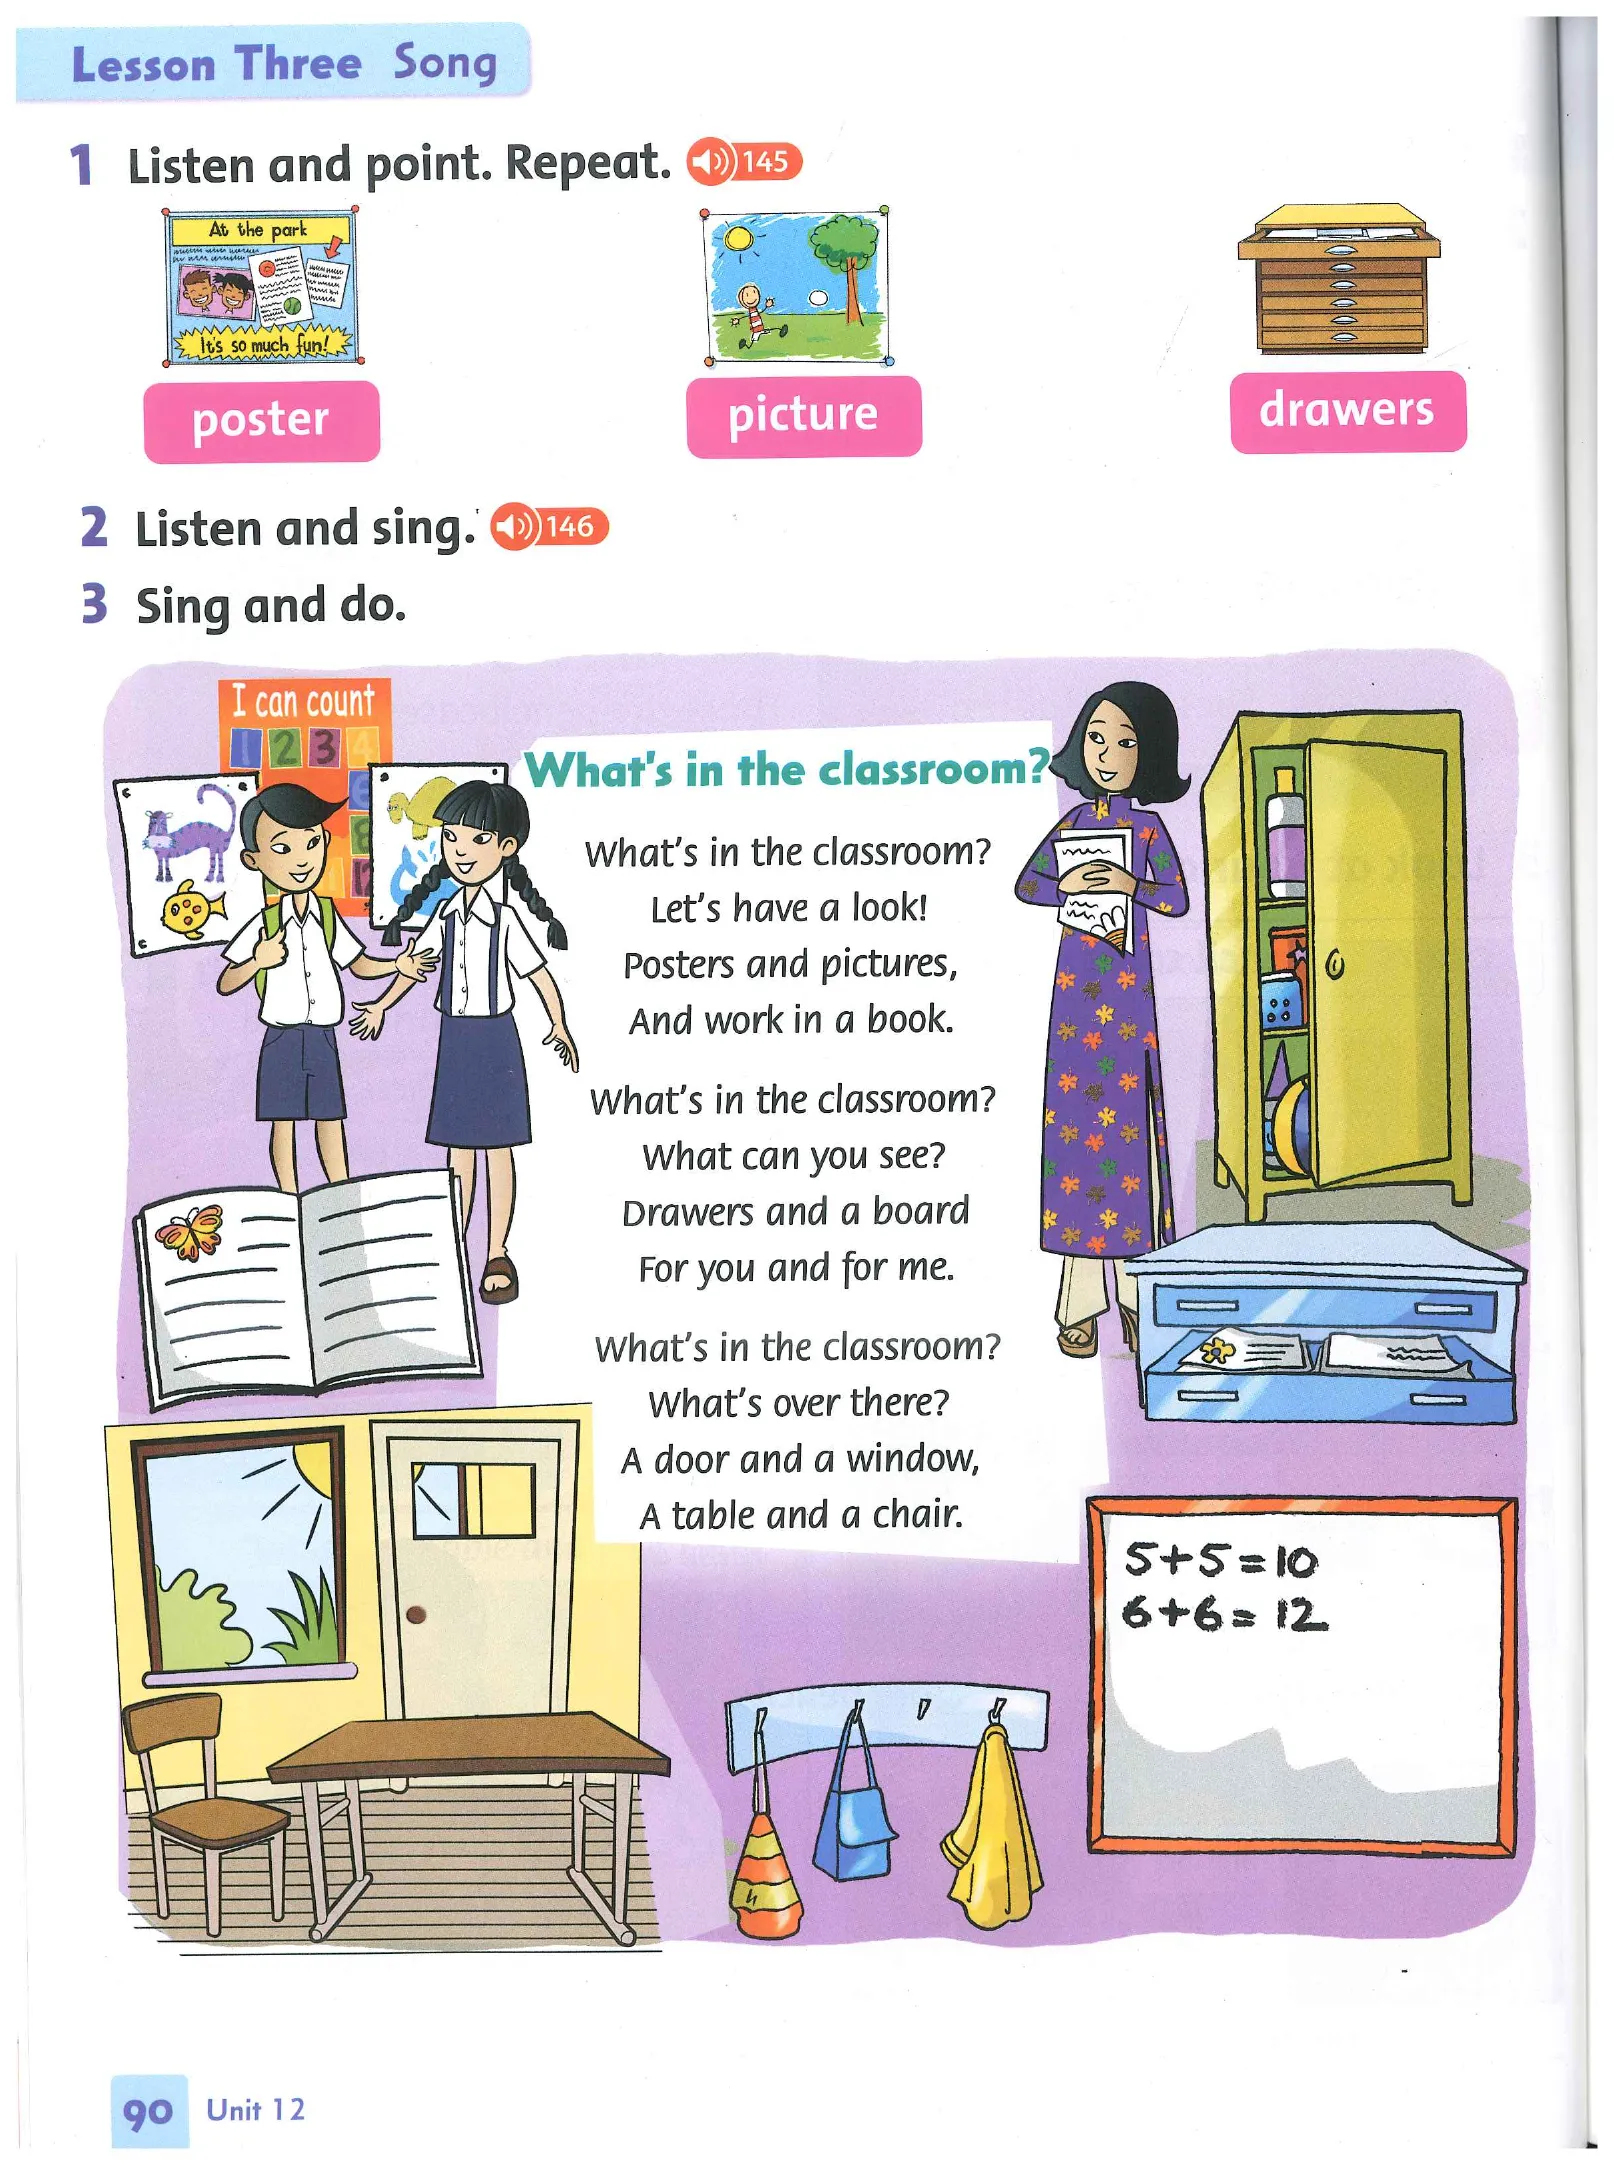 Lesson Three Song
1 Listen and point. Repeat. 145
At the park
It's so much fun!
poster
picture
drawers
2 Listen and sing. 146
3 Sing and do.
I can count
1 2 3 4
6
8
12
What's in the classroom?
What's in the classroom?
Let's have a look!
Posters and pictures,
And work in a book.
What's in the classroom?
What can you see?
Drawers and a board
For you and for me.
What's in the classroom?
What's over there?
A door and a window,
A table and a chair.
5+5=10
6+6=12
90 Unit 12